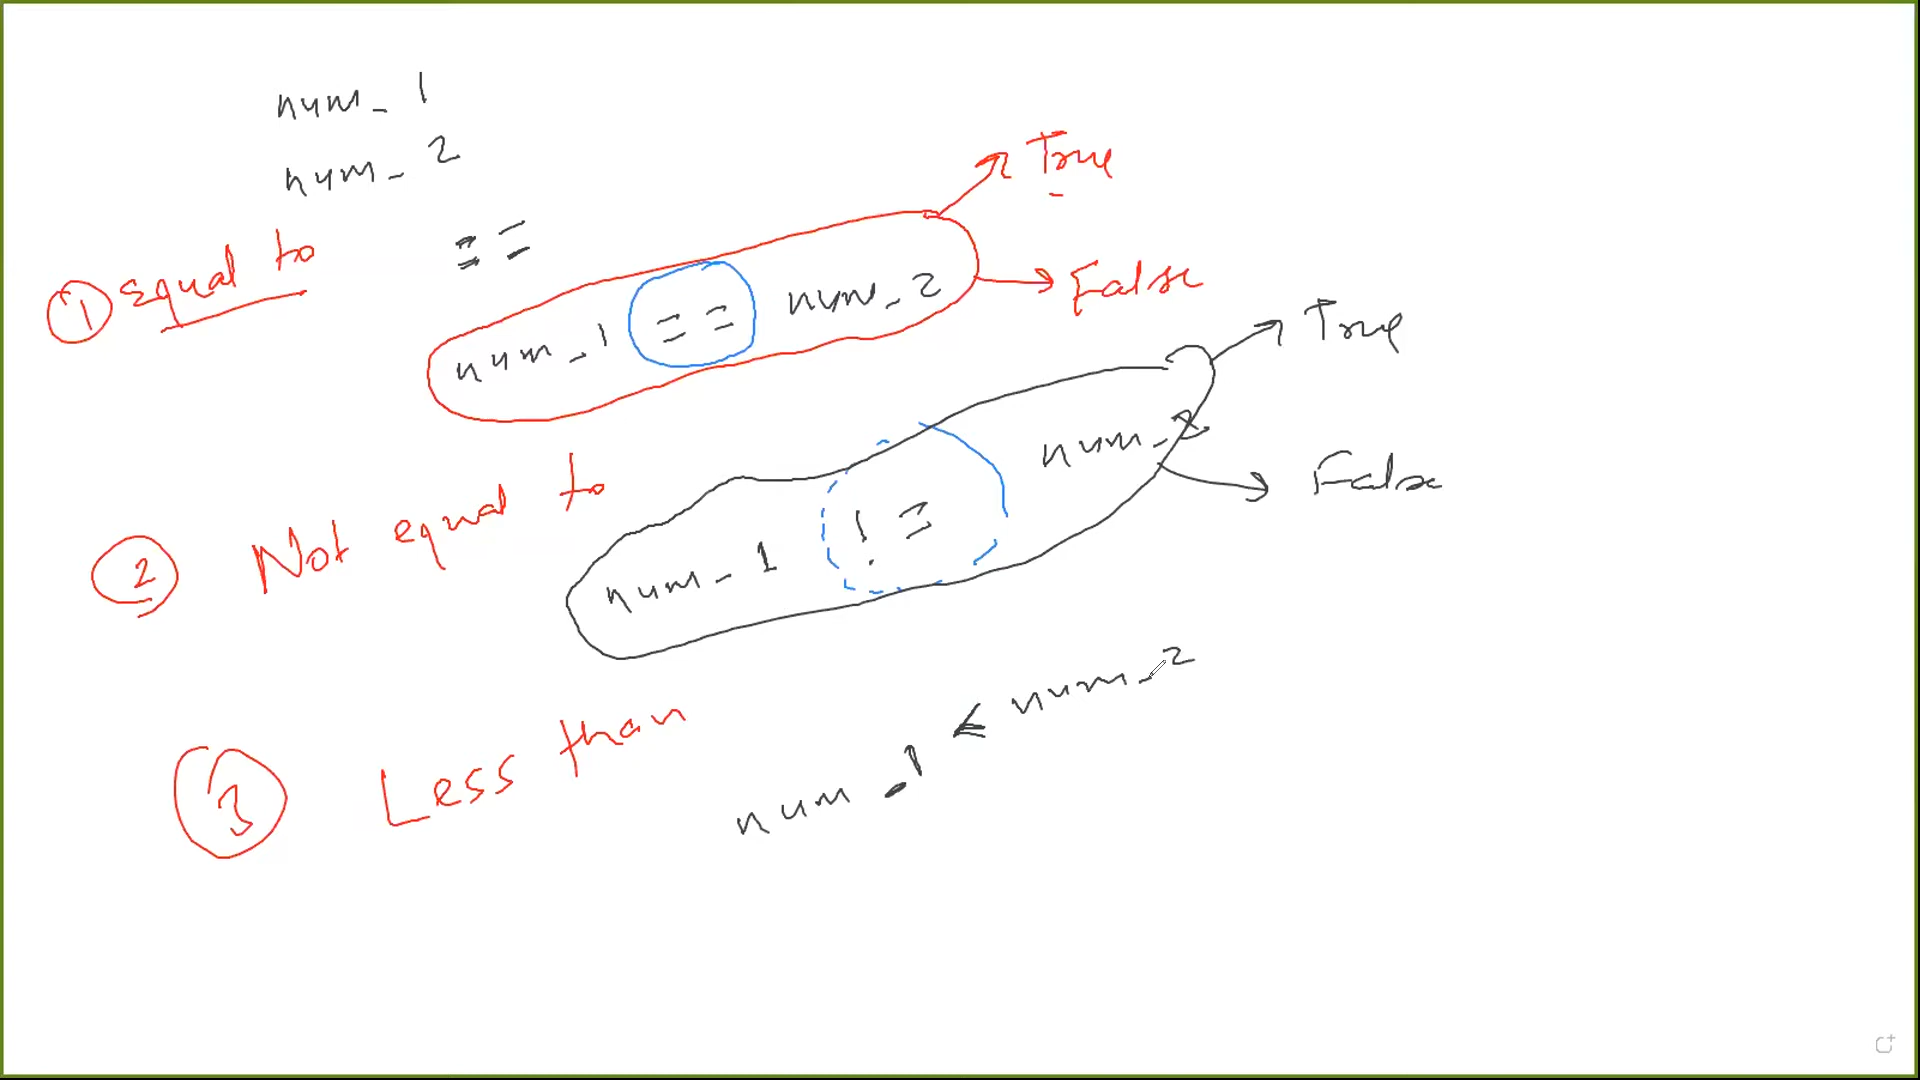 num_1
num_2
① Equal to ==
num_1 == num_2
True
False
② Not equal to
num_1 != num_2
True
False
③ Less than
num_1 < num_2